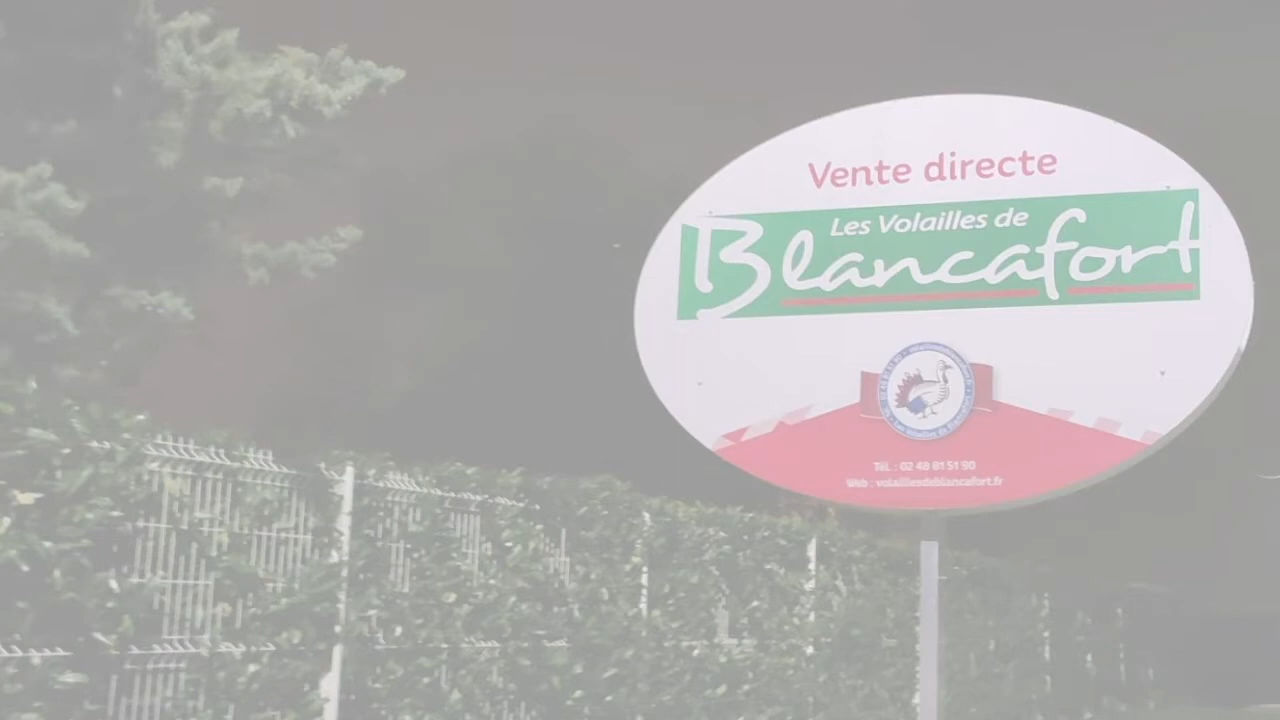 Vente directe
Les Volailles de
Blancafort
Tél. : 02 48 81 51 90
Web : volaillesdeblancafort.fr